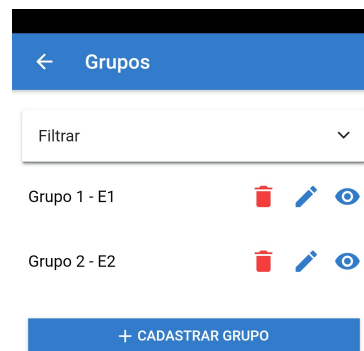 Grupos
Filtrar
Grupo 1 - E1
Grupo 2 - E2
+ CADASTRAR GRUPO